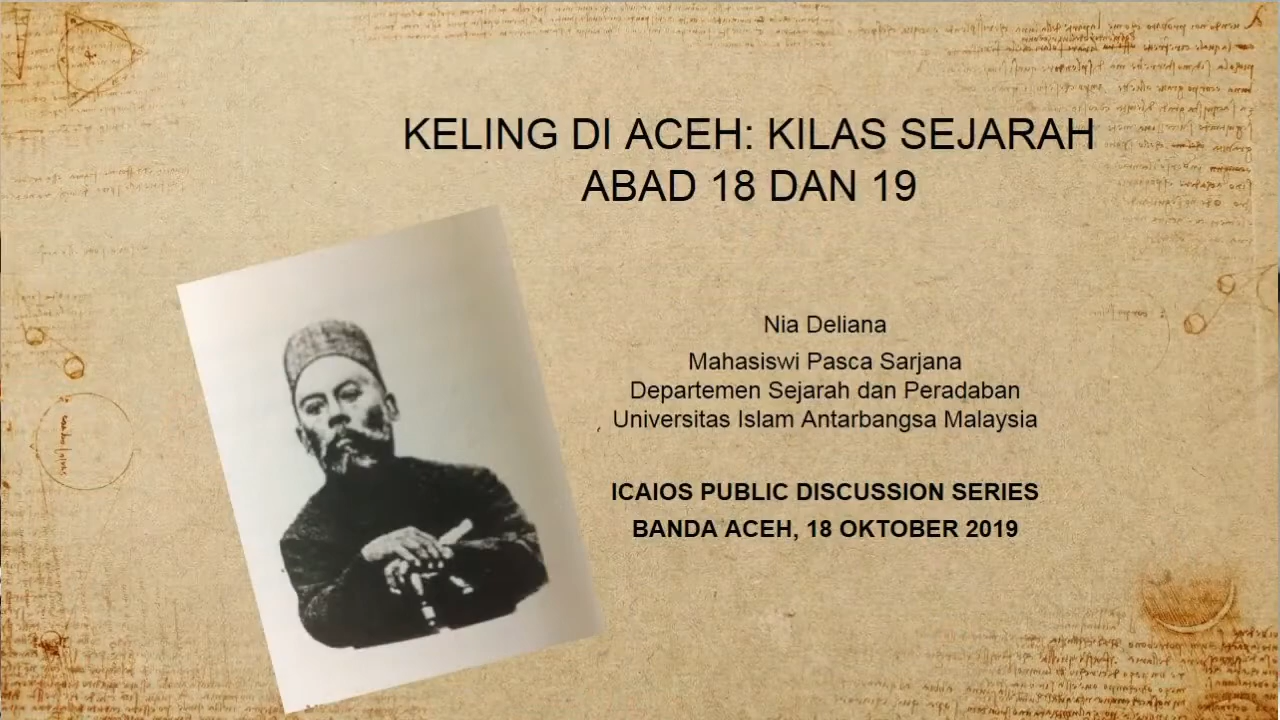 KELING DI ACEH: KILAS SEJARAH
ABAD 18 DAN 19
Nia Deliana
Mahasiswi Pasca Sarjana
Departemen Sejarah dan Peradaban
Universitas Islam Antarbangsa Malaysia
ICAIOS PUBLIC DISCUSSION SERIES
BANDA ACEH, 18 OKTOBER 2019